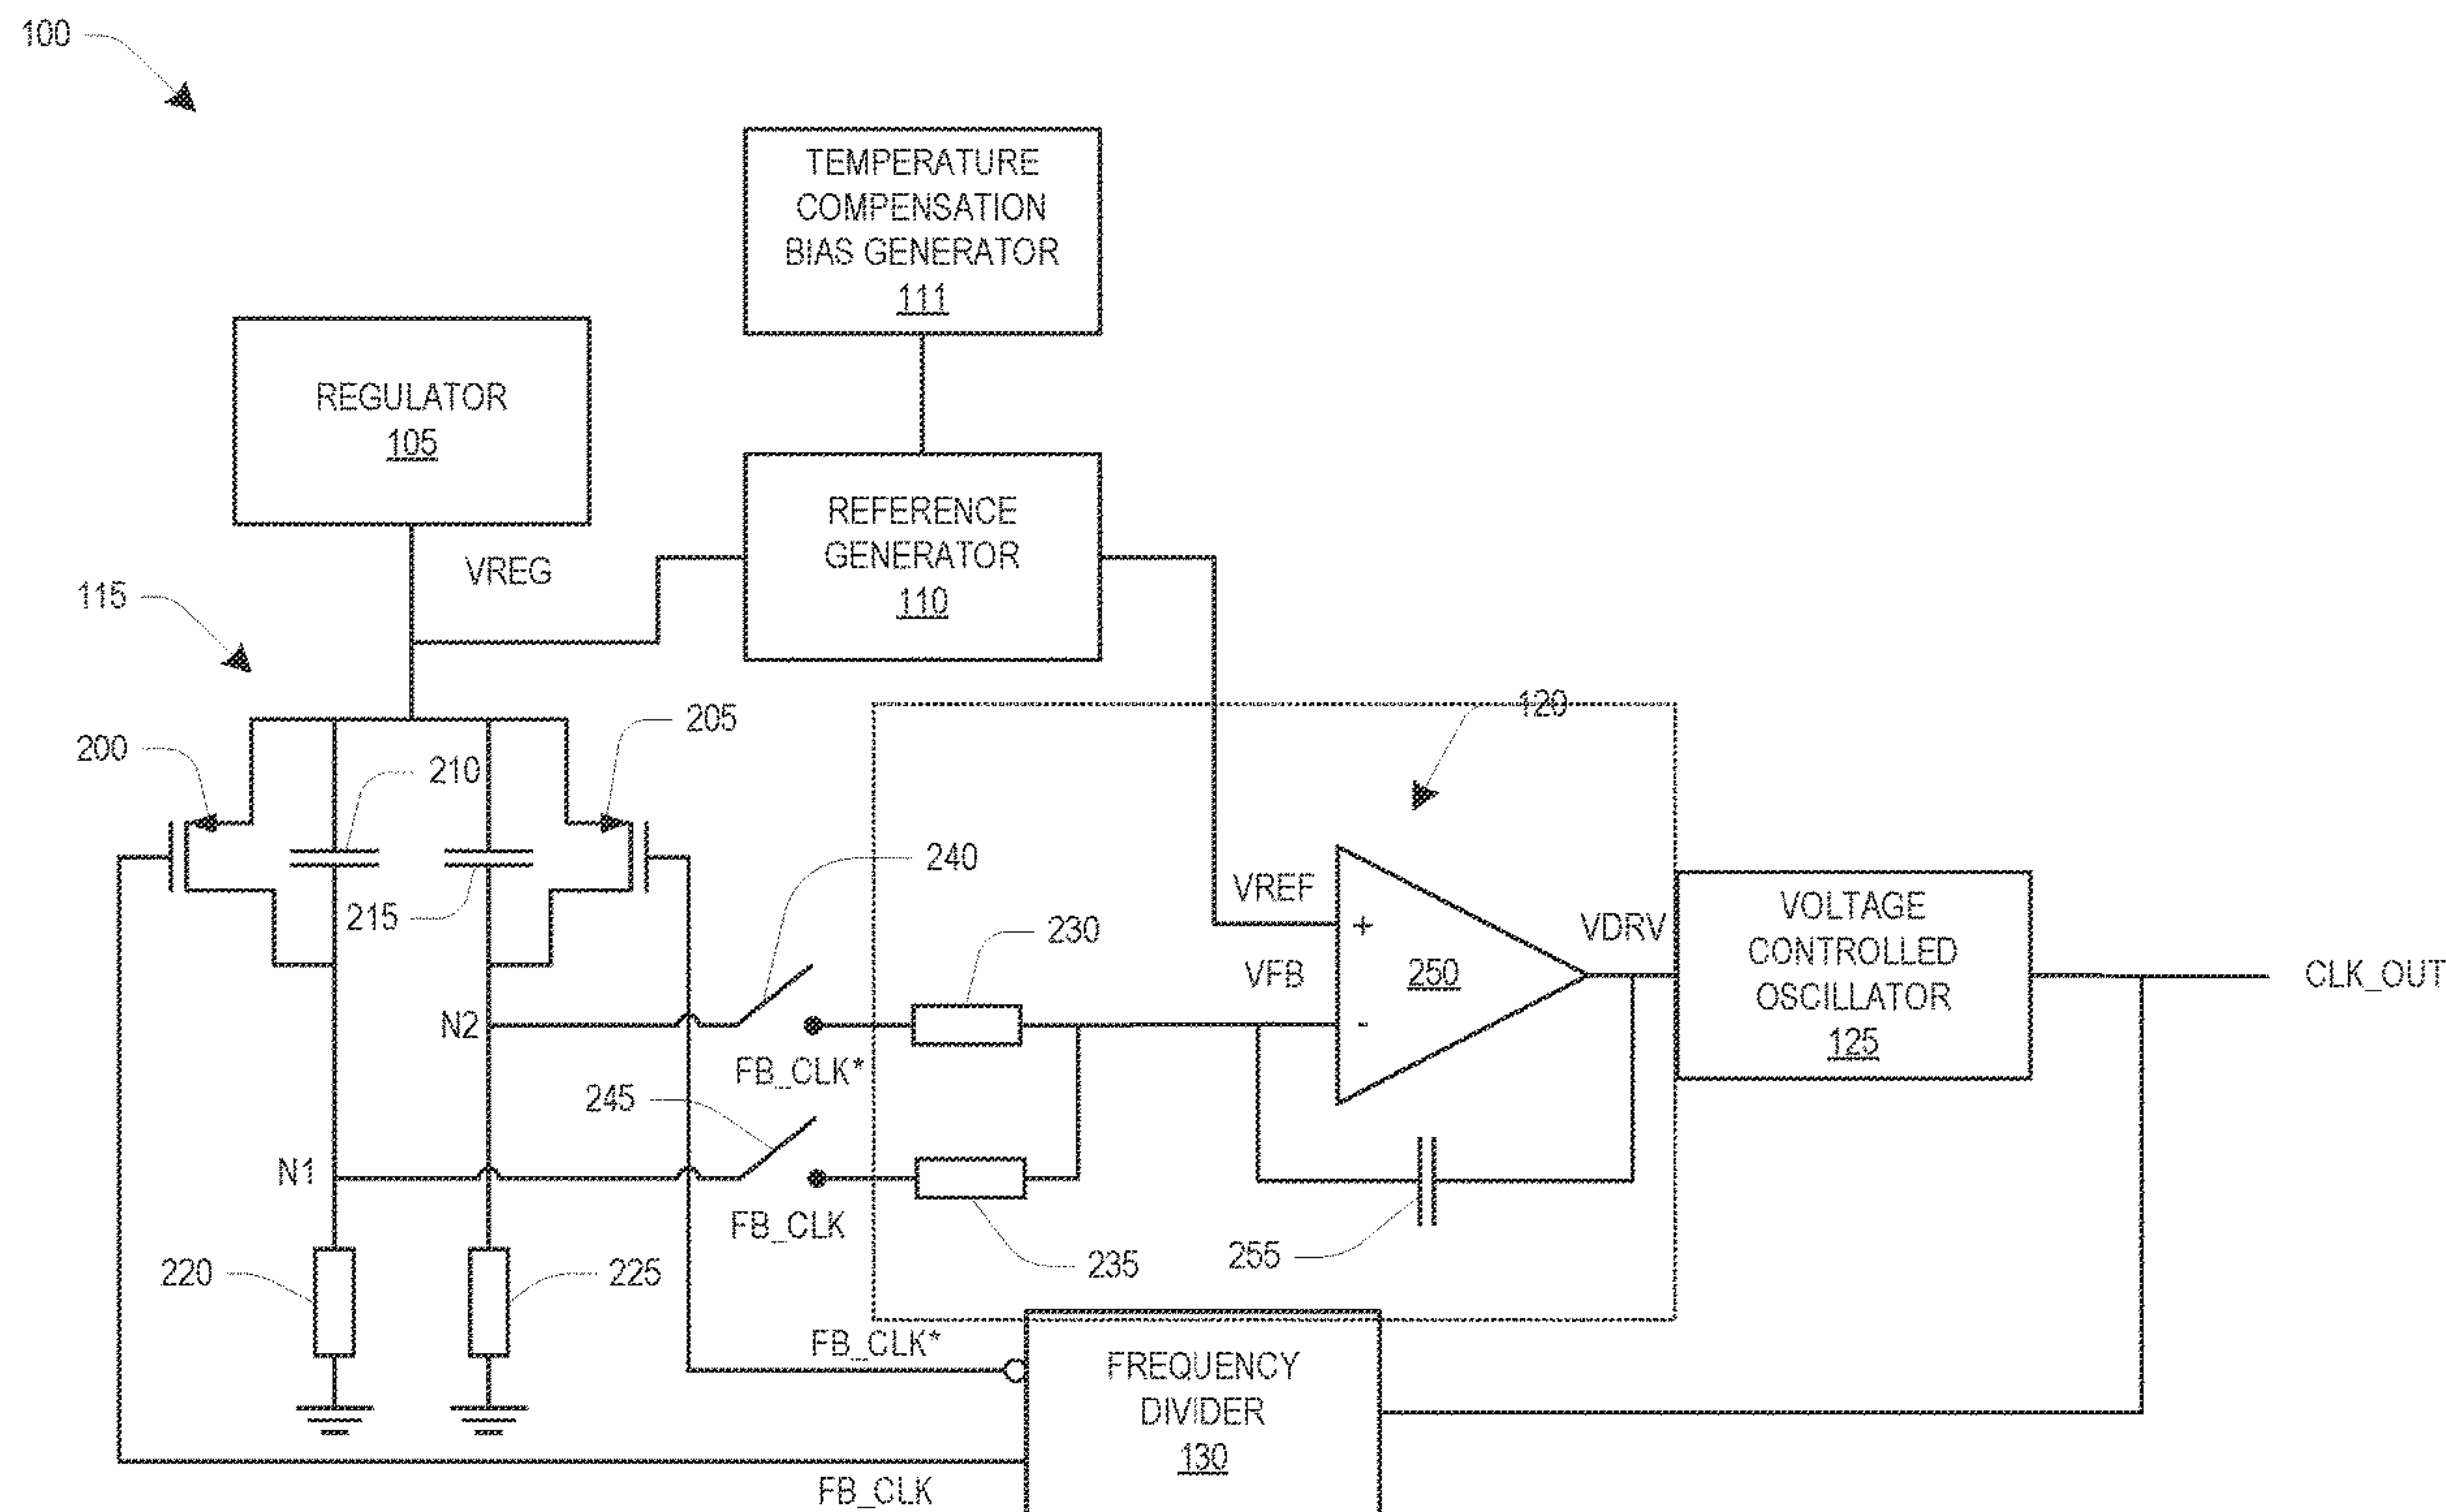 100
TEMPERATURE
COMPENSATION
BIAS GENERATOR
111
REGULATOR
105
REFERENCE
GENERATOR
110
VREG
115
200
210
205
120
215
240
230
VREF
+
VFB
-
250
VDRV
VOLTAGE
CONTROLLED
OSCILLATOR
125
CLK_OUT
N2
FB_CLK*
245
N1
FB_CLK
235
255
220
225
FB_CLK*
FREQUENCY
DIVIDER
130
FB_CLK